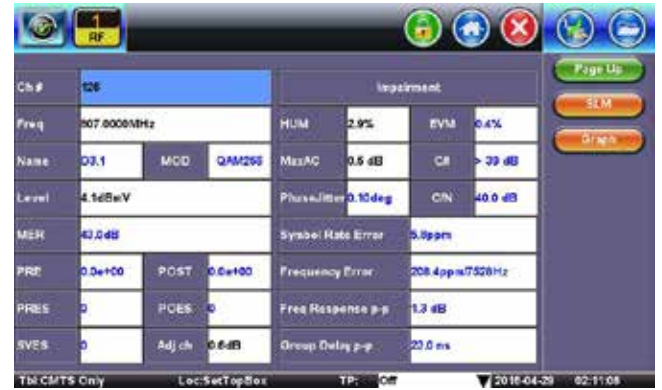 1
RF
Page Up
Ch # 126 Impairment
SLM
Freq 807.0000MHz HUM 2.9% EVM 0.4%
Graph
Name D3.1 MOD QAM256 MaxAC 0.5 dB C/I > 39 dB
Level 4.1dBmV PhaseJitter 0.10deg C/N 40.0 dB
MER 43.0dB Symbol Rate Error 5.8ppm
PRE 0.0e+00 POST 0.0e+00 Frequency Error 208.4ppm/7528Hz
PRES 0 POES 0 Freq Response p-p 1.3 dB
SVES 0 Adj ch 0.6dB Group Delay p-p 22.0 ns
Tbl:CMTS Only Loc:SetTopBox TP: Off 2016-04-29 02:11:08